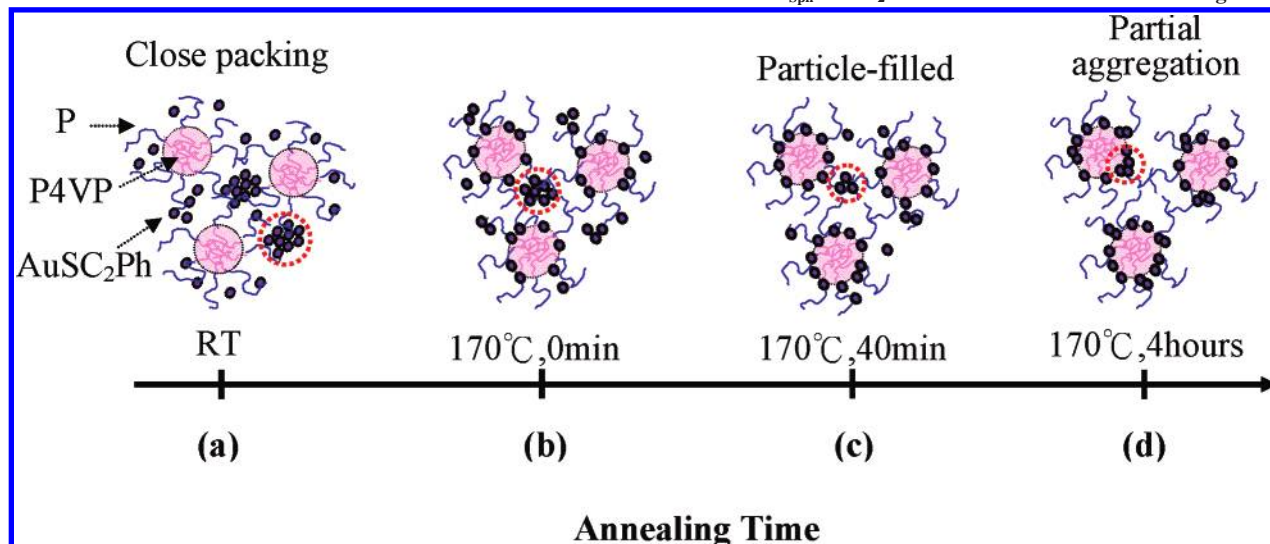 Close packing
P
P4VP
AuSC₂Ph
RT
170℃,0min
Particle-filled
170℃,40min
Partial
aggregation
170℃,4hours
(a)
(b)
(c)
(d)
Annealing Time